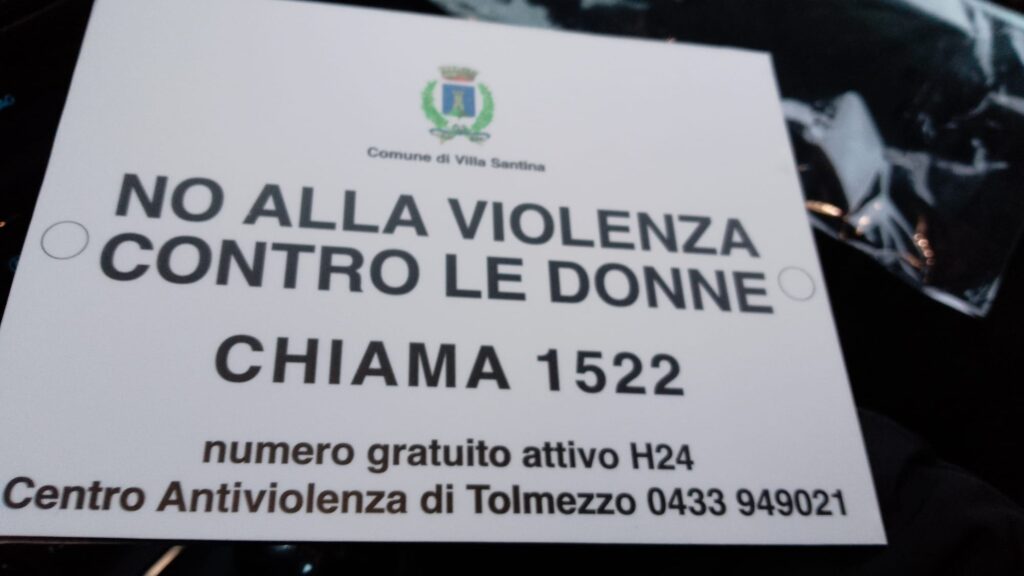 Comune di Villa Santina
NO ALLA VIOLENZA
CONTRO LE DONNE
CHIAMA 1522
numero gratuito attivo H24
Centro Antiviolenza di Tolmezzo 0433 949021